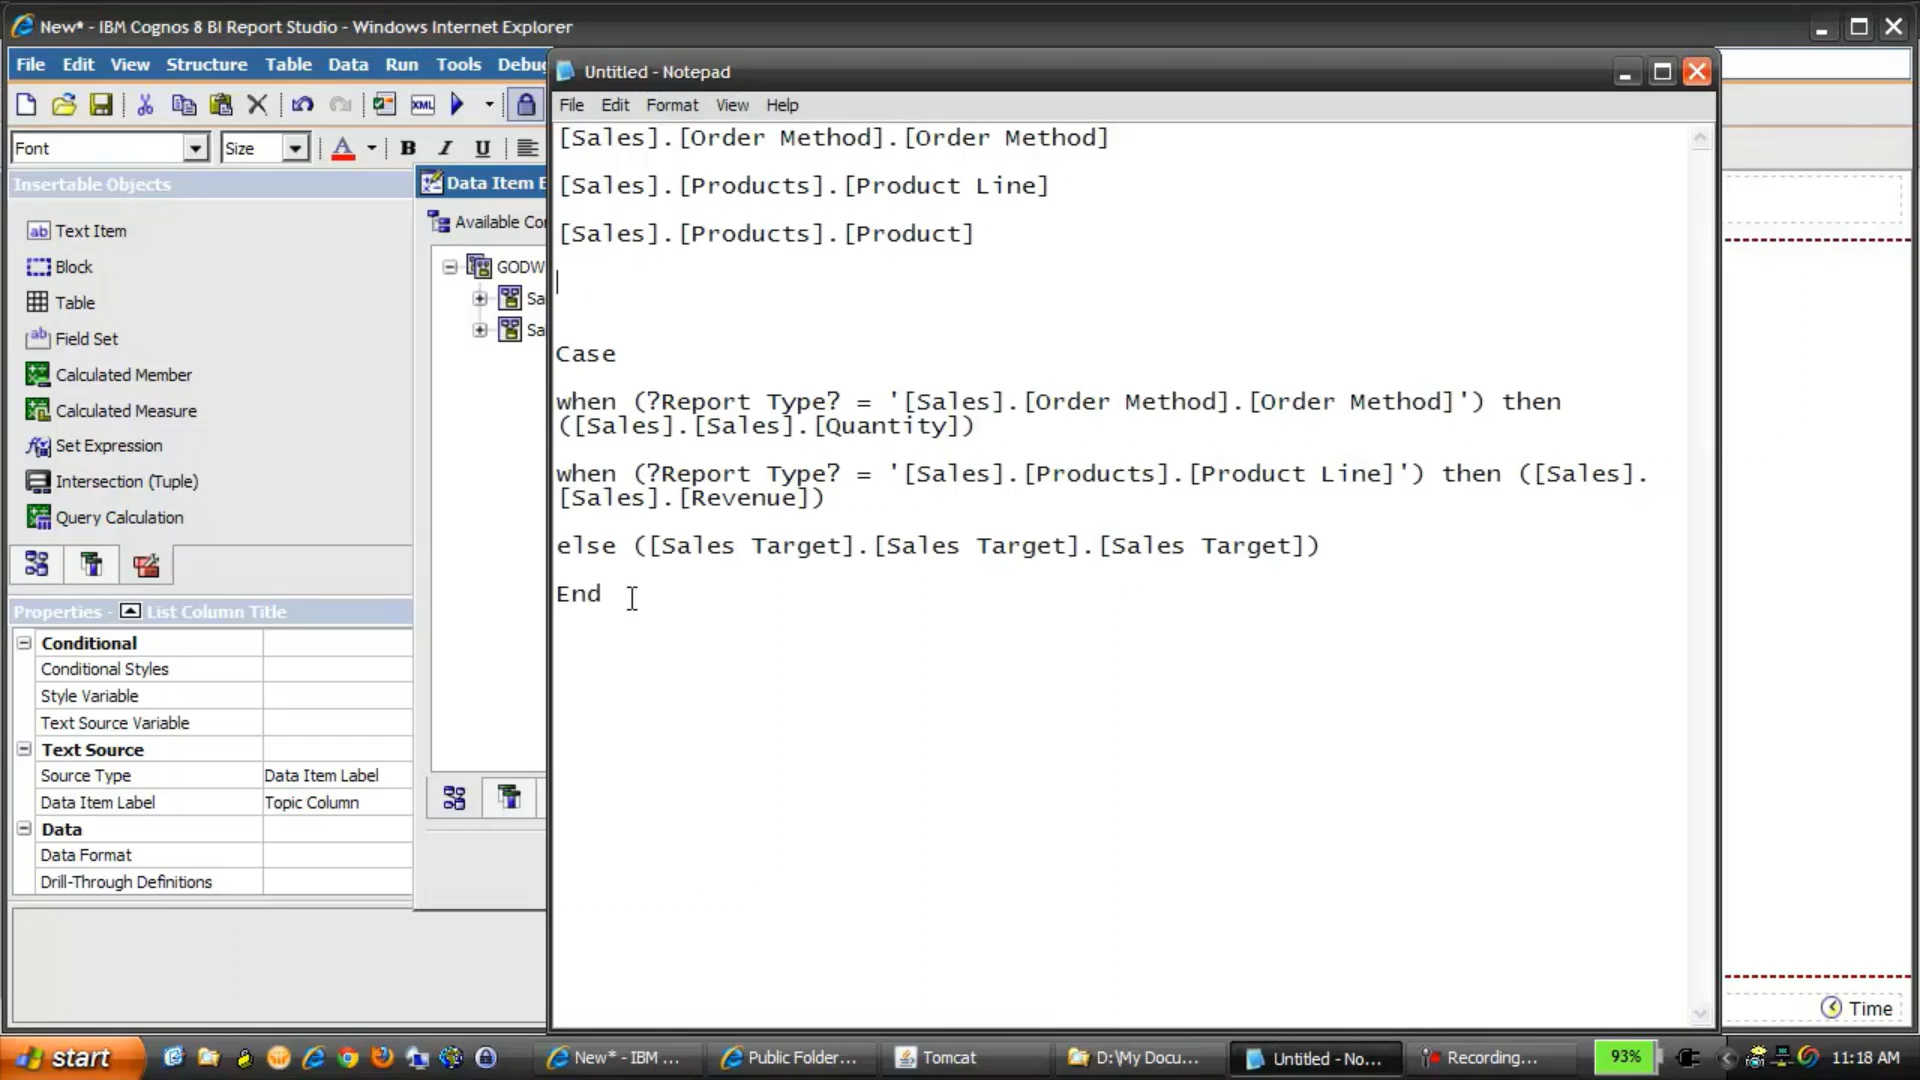 New* - IBM Cognos 8 BI Report Studio - Windows Internet Explorer
File Edit View Structure Table Data Run Tools Debu
Font Size B I U
Insertable Objects
Text Item
Block
Table
Field Set
Calculated Member
Calculated Measure
Set Expression
Intersection (Tuple)
Query Calculation
Properties - List Column Title
Conditional
Conditional Styles
Style Variable
Text Source Variable
Text Source
Source Type Data Item Label
Data Item Label Topic Column
Data
Data Format
Drill-Through Definitions
Data Item E
Available Co
GODW
Sa
Sa
Untitled - Notepad
File Edit Format View Help
[Sales].[Order Method].[Order Method]
[Sales].[Products].[Product Line]
[Sales].[Products].[Product]
Case
when (?Report Type? = '[Sales].[Order Method].[Order Method]') then
([Sales].[Sales].[Quantity])
when (?Report Type? = '[Sales].[Products].[Product Line]') then ([Sales].
[Sales].[Revenue])
else ([Sales Target].[Sales Target].[Sales Target])
End
Time
start New* - IBM ... Public Folder... Tomcat D:\My Docu... Untitled - No... Recording... 93% 11:18 AM